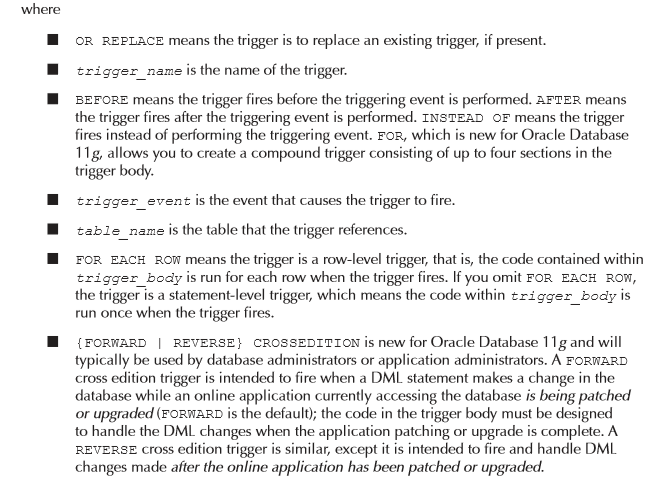 where
■ OR REPLACE means the trigger is to replace an existing trigger, if present.
■ trigger_name is the name of the trigger.
■ BEFORE means the trigger fires before the triggering event is performed. AFTER means
the trigger fires after the triggering event is performed. INSTEAD OF means the trigger
fires instead of performing the triggering event. FOR, which is new for Oracle Database
11g, allows you to create a compound trigger consisting of up to four sections in the
trigger body.
■ trigger_event is the event that causes the trigger to fire.
■ table_name is the table that the trigger references.
■ FOR EACH ROW means the trigger is a row-level trigger, that is, the code contained within
trigger_body is run for each row when the trigger fires. If you omit FOR EACH ROW,
the trigger is a statement-level trigger, which means the code within trigger_body is
run once when the trigger fires.
■ {FORWARD | REVERSE} CROSSEDITION is new for Oracle Database 11g and will
typically be used by database administrators or application administrators. A FORWARD
cross edition trigger is intended to fire when a DML statement makes a change in the
database while an online application currently accessing the database is being patched
or upgraded (FORWARD is the default); the code in the trigger body must be designed
to handle the DML changes when the application patching or upgrade is complete. A
REVERSE cross edition trigger is similar, except it is intended to fire and handle DML
changes made after the online application has been patched or upgraded.